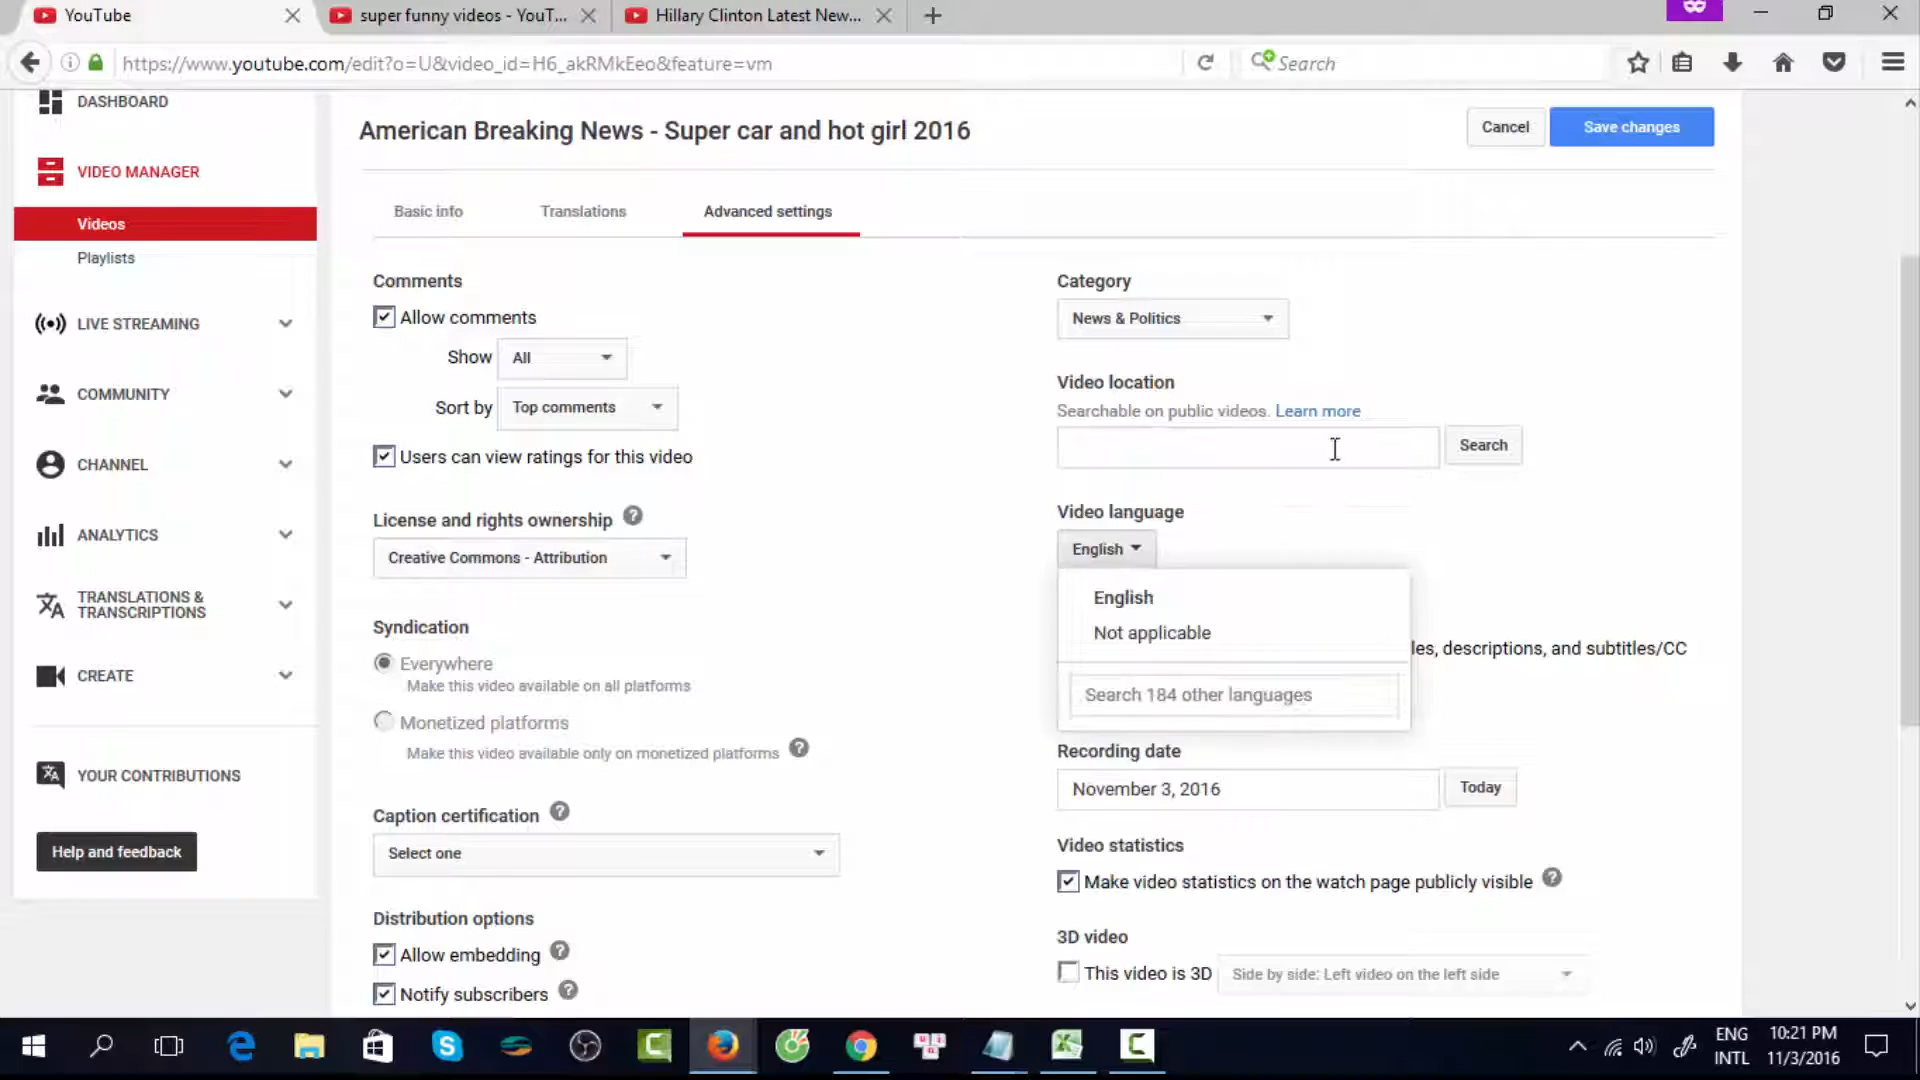 YouTube
super funny videos - YouT...
Hillary Clinton Latest New...
https://www.youtube.com/edit?o=U&video_id=H6_akRMkEeo&feature=vm
Search
DASHBOARD
VIDEO MANAGER
Videos
Playlists
LIVE STREAMING
COMMUNITY
CHANNEL
ANALYTICS
TRANSLATIONS &
TRANSCRIPTIONS
CREATE
YOUR CONTRIBUTIONS
Help and feedback
American Breaking News - Super car and hot girl 2016
Cancel
Save changes
Basic info
Translations
Advanced settings
Comments
Allow comments
Show All
Sort by Top comments
Users can view ratings for this video
License and rights ownership
Creative Commons - Attribution
Syndication
Everywhere
Make this video available on all platforms
Monetized platforms
Make this video available only on monetized platforms
Caption certification
Select one
Distribution options
Allow embedding
Notify subscribers
Category
News & Politics
Video location
Searchable on public videos. Learn more
Search
Video language
English
English
Not applicable
Search 184 other languages
les, descriptions, and subtitles/CC
Recording date
November 3, 2016
Today
Video statistics
Make video statistics on the watch page publicly visible
3D video
This video is 3D
Side by side: Left video on the left side
ENG
INTL
10:21 PM
11/3/2016